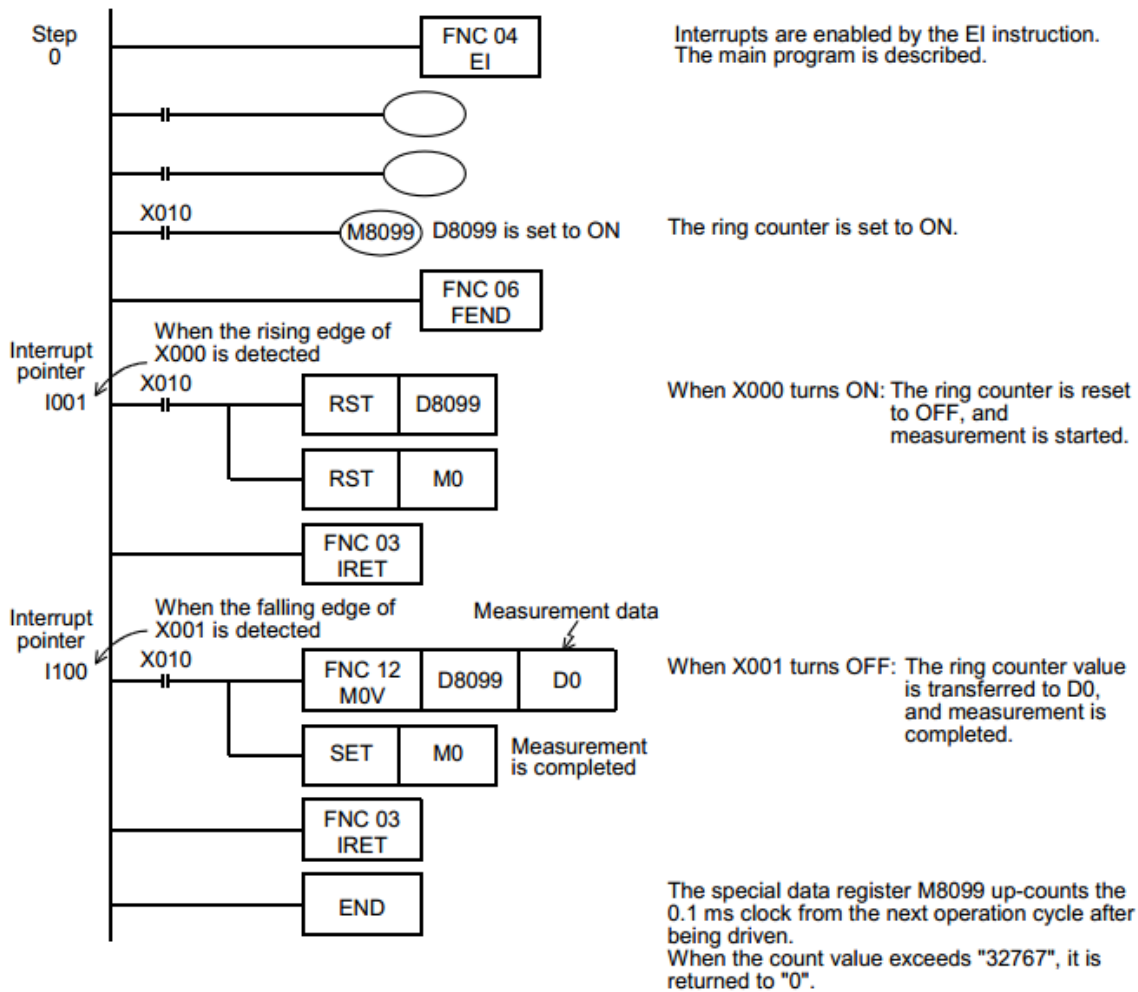 Step
0
FNC 04
EI
Interrupts are enabled by the EI instruction.
The main program is described.
X010
M8099
D8099 is set to ON
The ring counter is set to ON.
FNC 06
FEND
Interrupt
pointer
I001
When the rising edge of
X000 is detected
X010
RST
D8099
When X000 turns ON: The ring counter is reset
to OFF, and
measurement is started.
RST
M0
FNC 03
IRET
Interrupt
pointer
I100
When the falling edge of
X001 is detected
Measurement data
X010
FNC 12
M0V
D8099
D0
When X001 turns OFF: The ring counter value
is transferred to D0,
and measurement is
completed.
SET
M0
Measurement
is completed
FNC 03
IRET
END
The special data register M8099 up-counts the
0.1 ms clock from the next operation cycle after
being driven.
When the count value exceeds "32767", it is
returned to "0".